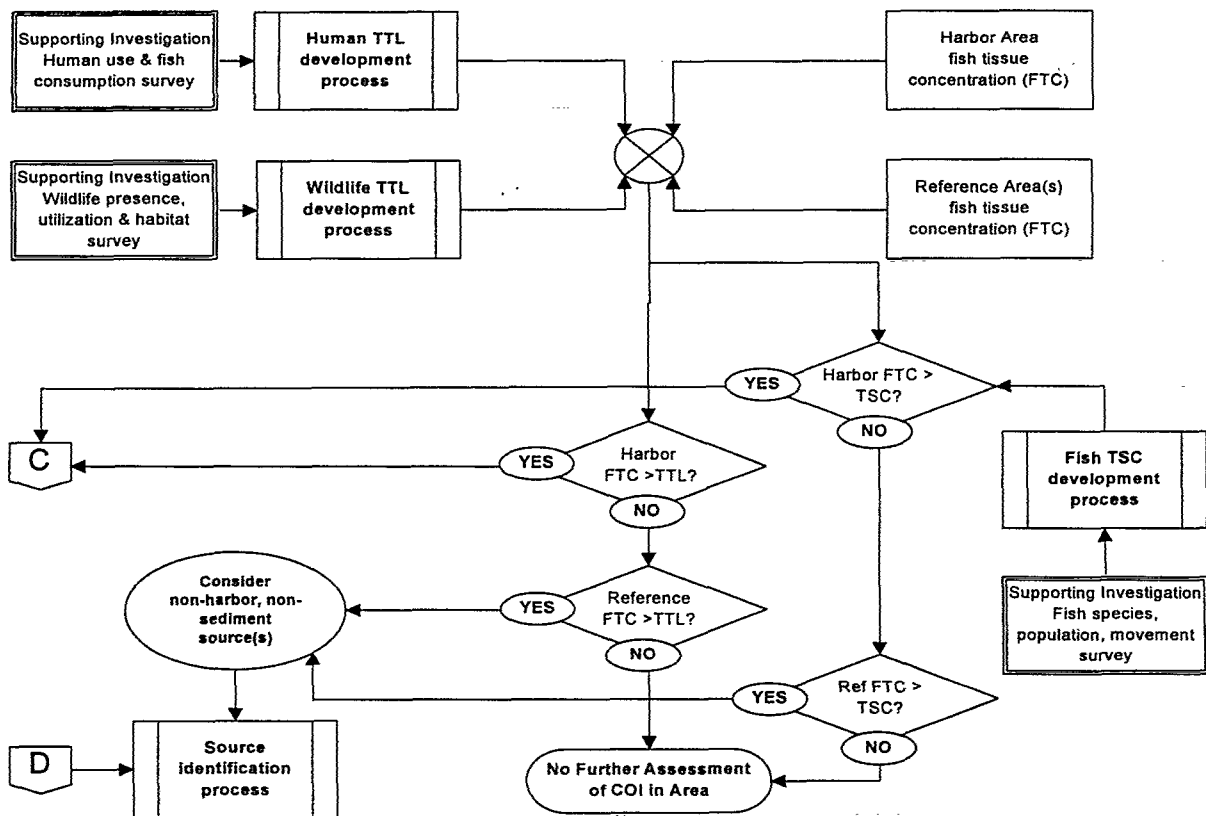 Supporting Investigation
Human use & fish
consumption survey
Human TTL
development
process
Harbor Area
fish tissue
concentration (FTC)
Supporting Investigation
Wildlife presence,
utilization & habitat
survey
Wildlife TTL
development
process
Reference Area(s)
fish tissue
concentration (FTC)
YES
Harbor FTC >
TSC?
NO
C
YES
Harbor
FTC >TTL?
NO
Fish TSC
development
process
Consider
non-harbor, non-
sediment
source(s)
YES
Reference
FTC >TTL?
NO
Supporting Investigation
Fish species,
population, movement
survey
YES
Ref FTC >
TSC?
NO
D
Source
identification
process
No Further Assessment
of COI in Area